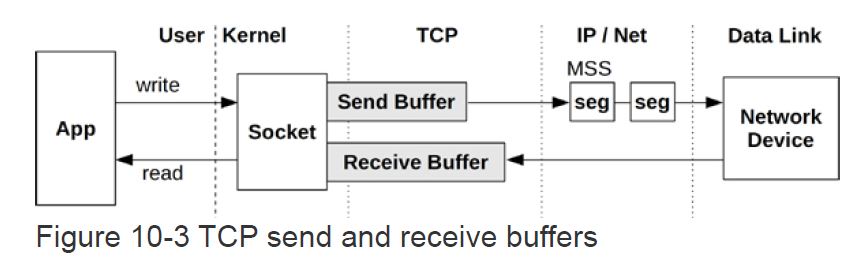 User Kernel TCP IP / Net Data Link
MSS
write
App
Socket
Send Buffer
seg seg
Network
Device
Receive Buffer
read
Figure 10-3 TCP send and receive buffers